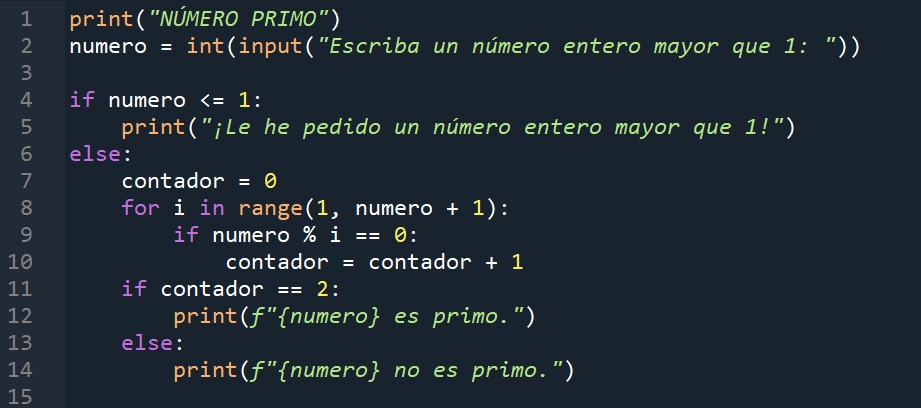 1 print("NÚMERO PRIMO")
2 numero = int(input("Escriba un número entero mayor que 1: "))
3
4 if numero <= 1:
5     print("¡Le he pedido un número entero mayor que 1!")
6 else:
7     contador = 0
8     for i in range(1, numero + 1):
9         if numero % i == 0:
10             contador = contador + 1
11     if contador == 2:
12         print(f"{numero} es primo.")
13     else:
14         print(f"{numero} no es primo.")
15